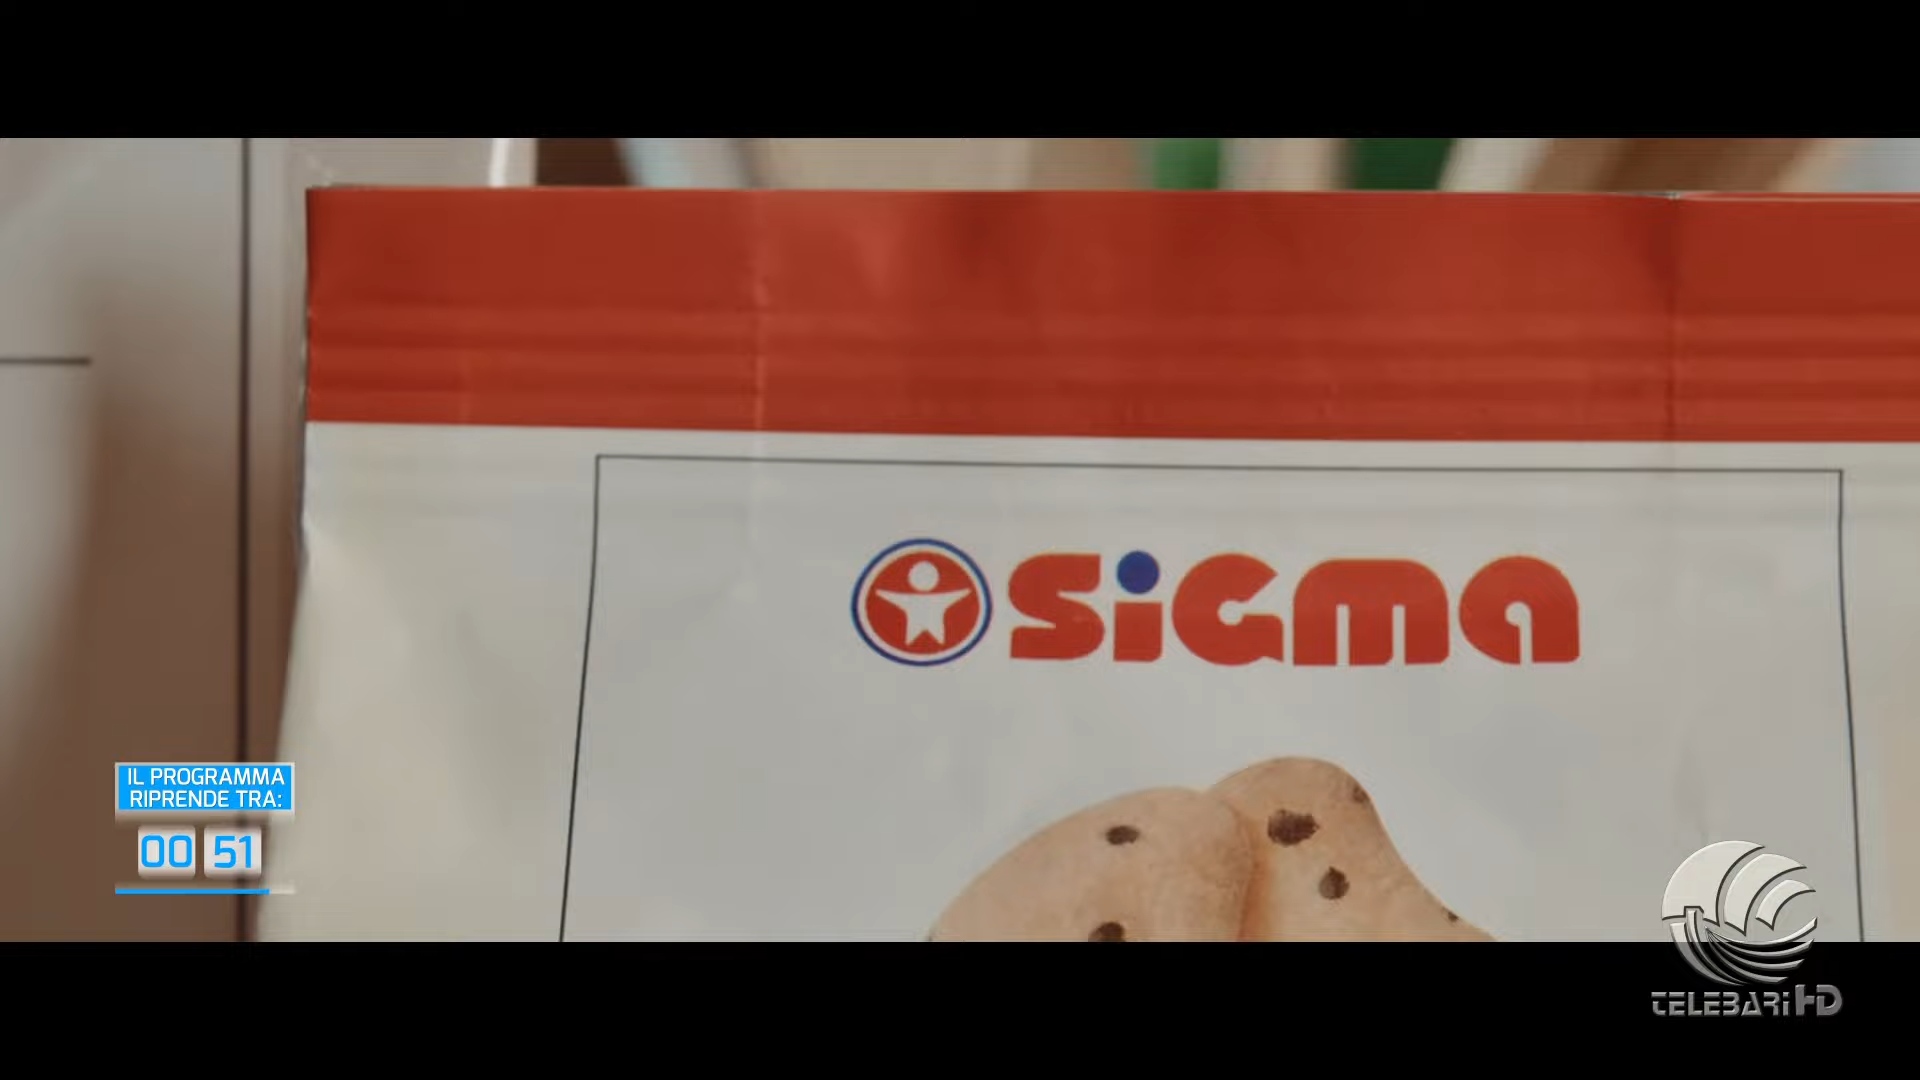 sigma
IL PROGRAMMA
RIPRENDE TRA:
00 51
TELEBARI HD